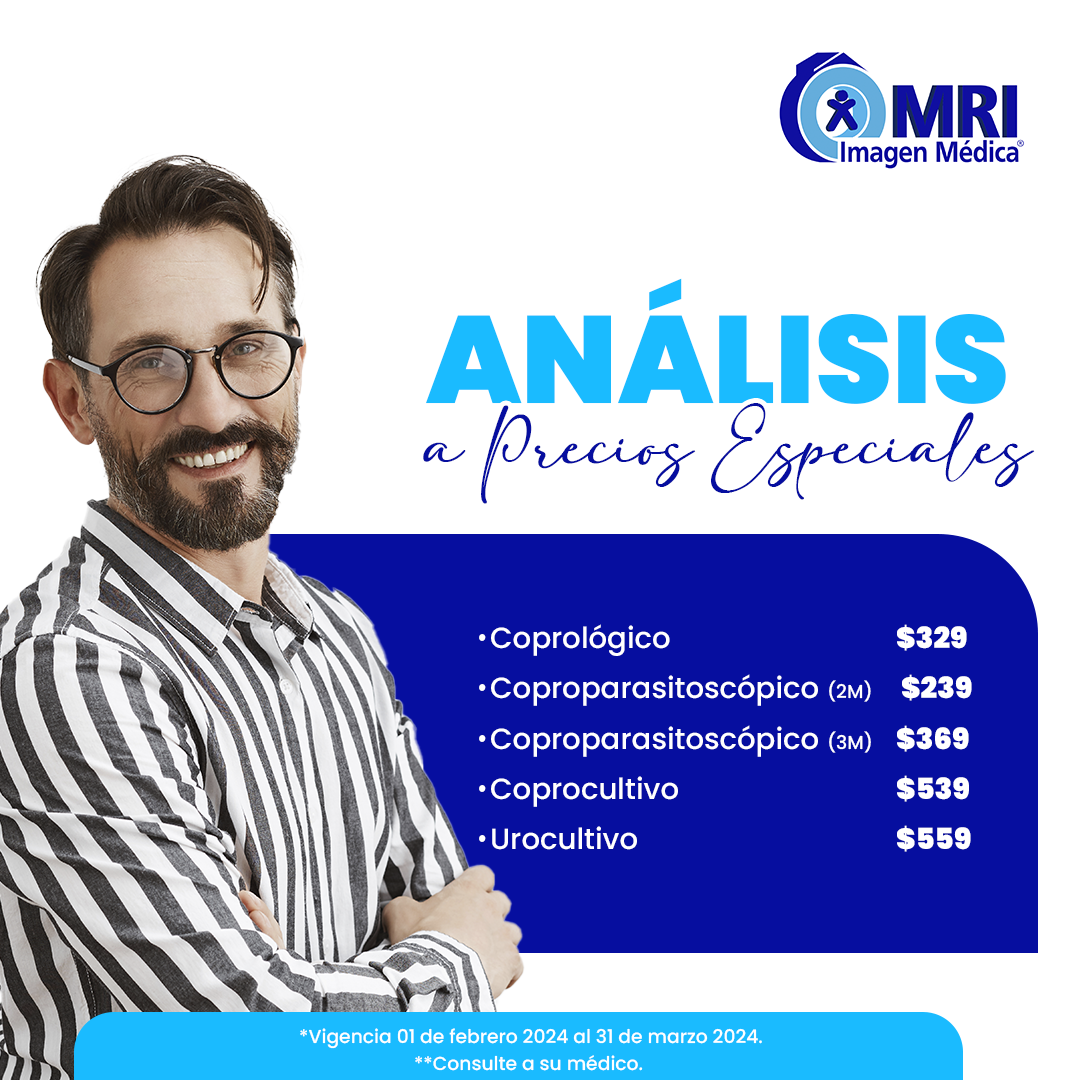 MRI
Imagen Médica®
ANÁLISIS
a Precios Especiales
•Coprológico $329
•Coproparasitoscópico (2M) $239
•Coproparasitoscópico (3M) $369
•Coprocultivo $539
•Urocultivo $559
*Vigencia 01 de febrero 2024 al 31 de marzo 2024.
**Consulte a su médico.